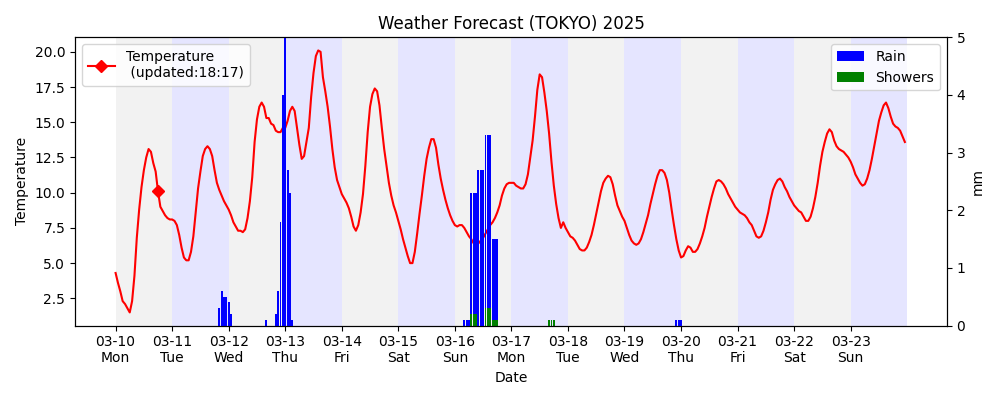 Weather Forecast (TOKYO) 2025
Temperature
(updated:18:17)
Rain
Showers
Temperature
20.0
17.5
15.0
12.5
10.0
7.5
5.0
2.5
5
4
3
2
1
0
mm
03-10 03-11 03-12 03-13 03-14 03-15 03-16 03-17 03-18 03-19 03-20 03-21 03-22 03-23
Mon Tue Wed Thu Fri Sat Sun Mon Tue Wed Thu Fri Sat Sun
Date